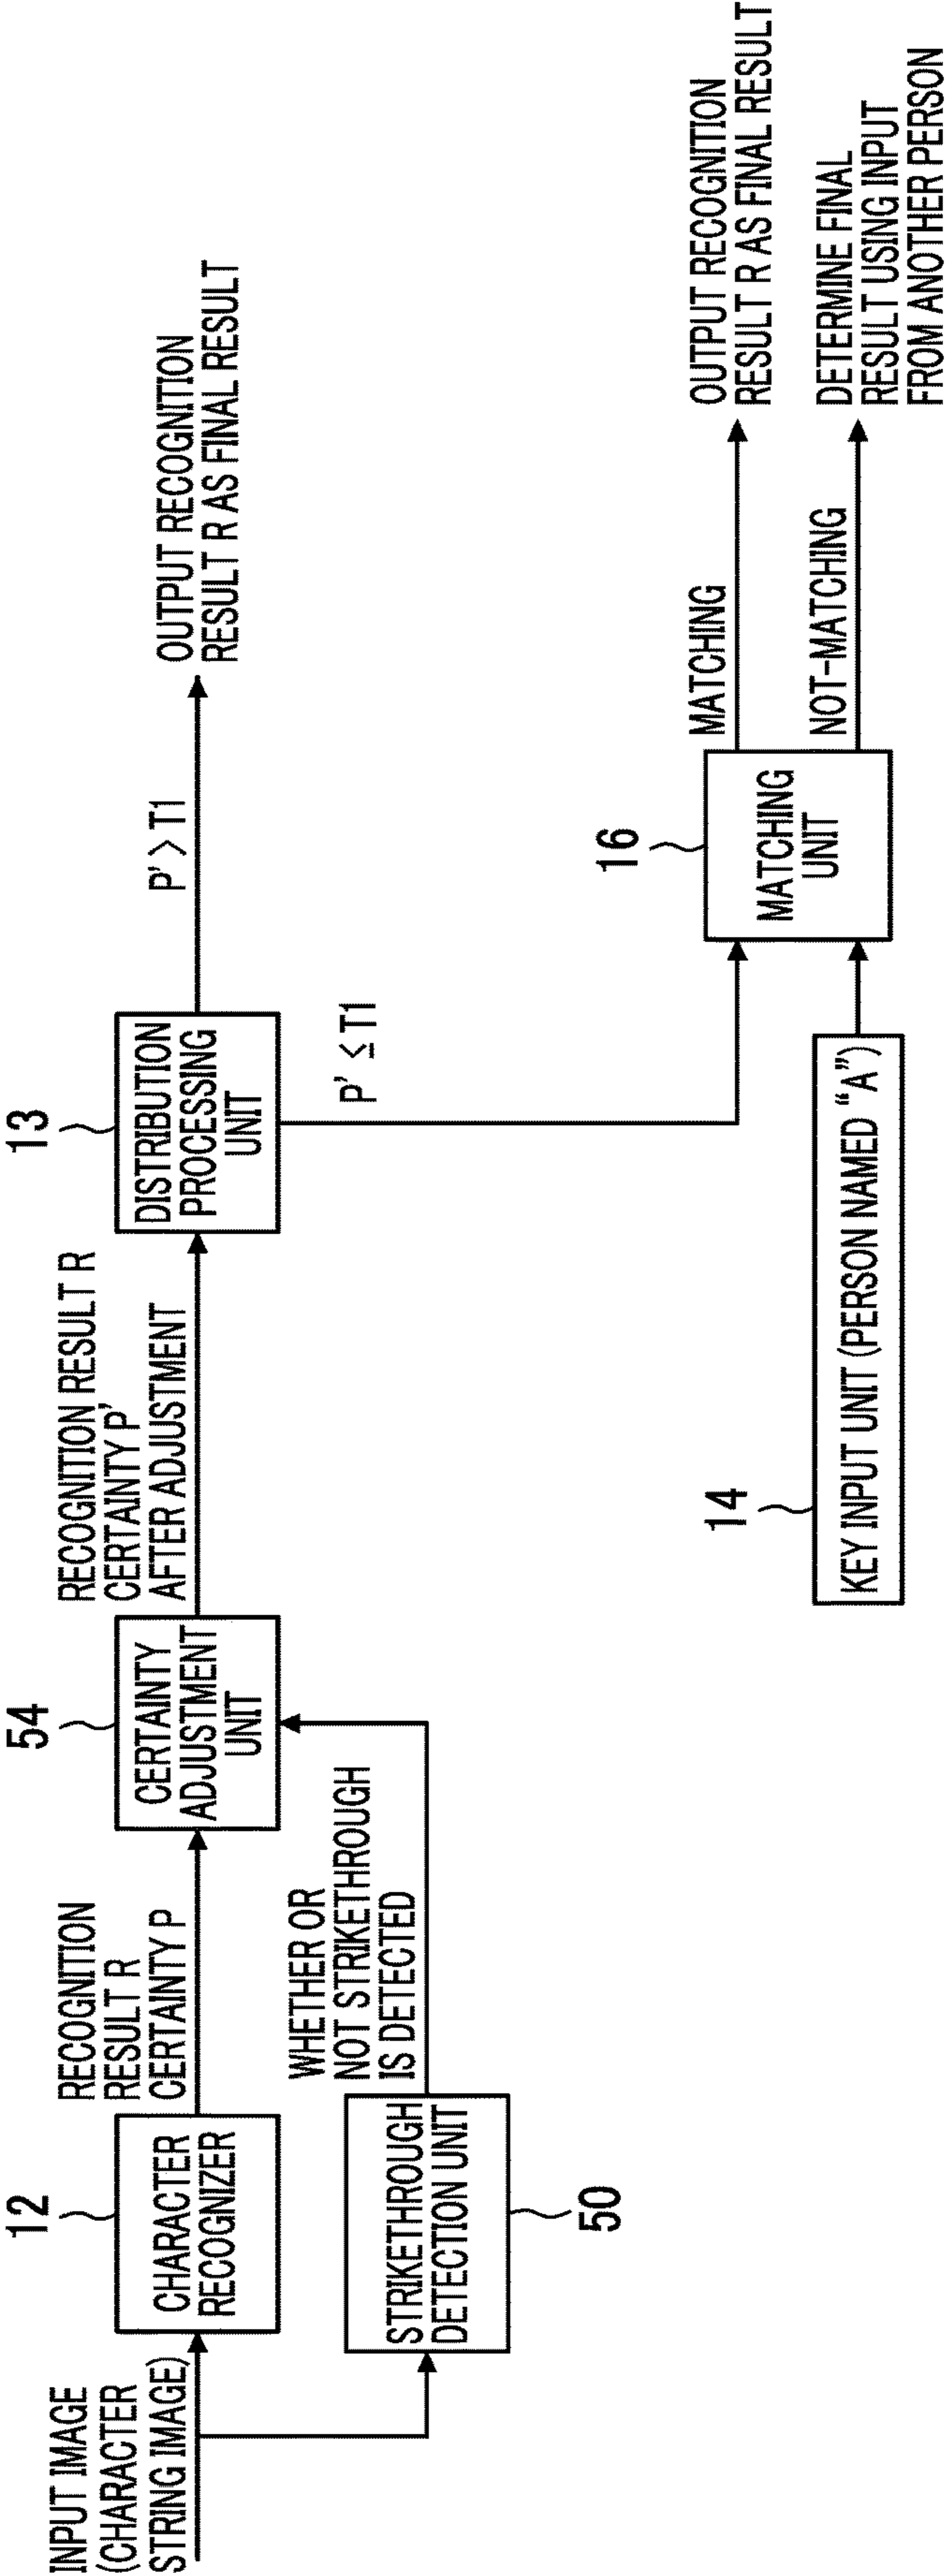 INPUT IMAGE
(CHARACTER
STRING IMAGE)
12
CHARACTER
RECOGNIZER
RECOGNITION
RESULT R
CERTAINTY P
STRIKETHROUGH
DETECTION UNIT
50
WHETHER OR
NOT STRIKETHROUGH
IS DETECTED
54
CERTAINTY
ADJUSTMENT
UNIT
RECOGNITION RESULT R
CERTAINTY P'
AFTER ADJUSTMENT
13
DISTRIBUTION
PROCESSING
UNIT
P' > T1
OUTPUT RECOGNITION
RESULT R AS FINAL RESULT
P' ≤ T1
14
KEY INPUT UNIT (PERSON NAMED “A”)
16
MATCHING
UNIT
MATCHING
OUTPUT RECOGNITION
RESULT R AS FINAL RESULT
NOT-MATCHING
DETERMINE FINAL
RESULT USING INPUT
FROM ANOTHER PERSON